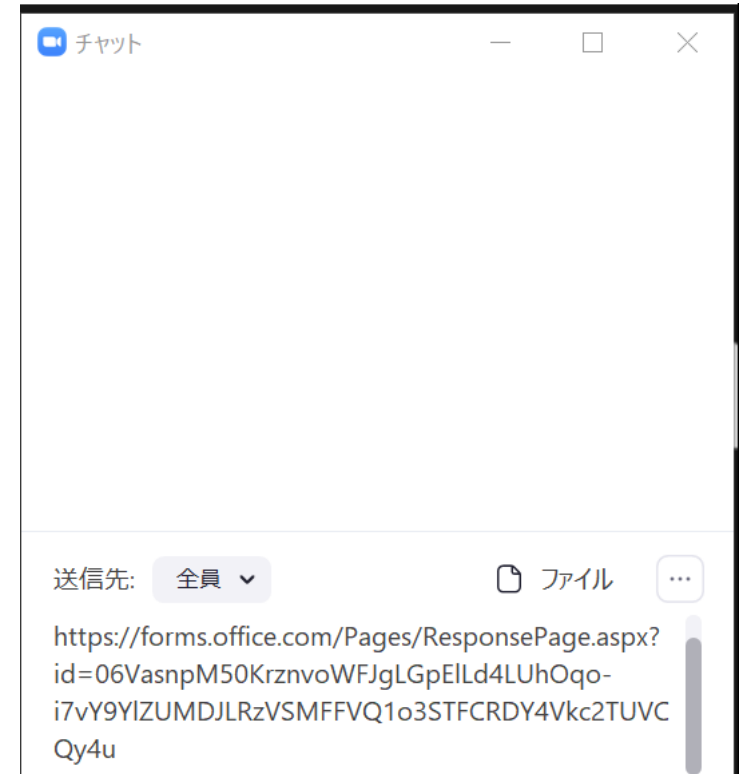 チャット
送信先: 全員 ファイル
https://forms.office.com/Pages/ResponsePage.aspx?
id=06VasnpM50KrznvoWFJgLGpElLd4LUhOqo-
i7vY9YlZUMDJLRzVSMFFVQ1o3STFCRDY4Vkc2TUVC
Qy4u